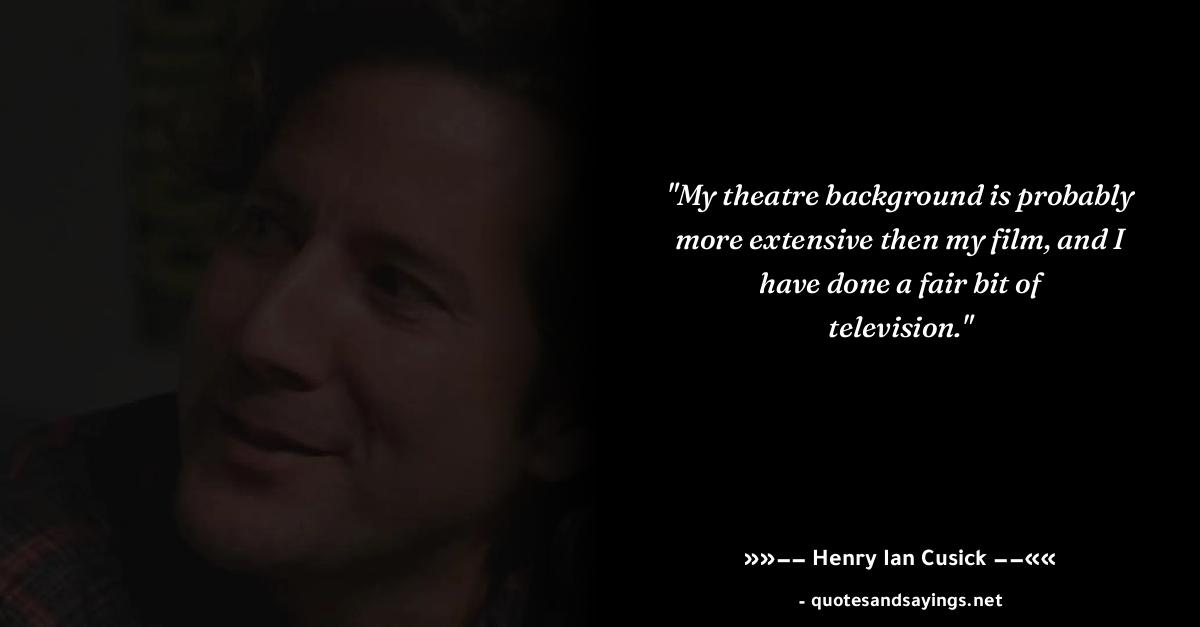 "My theatre background is probably
more extensive then my film, and I
have done a fair bit of
television."
»»−− Henry Ian Cusick −−««
- quotesandsayings.net